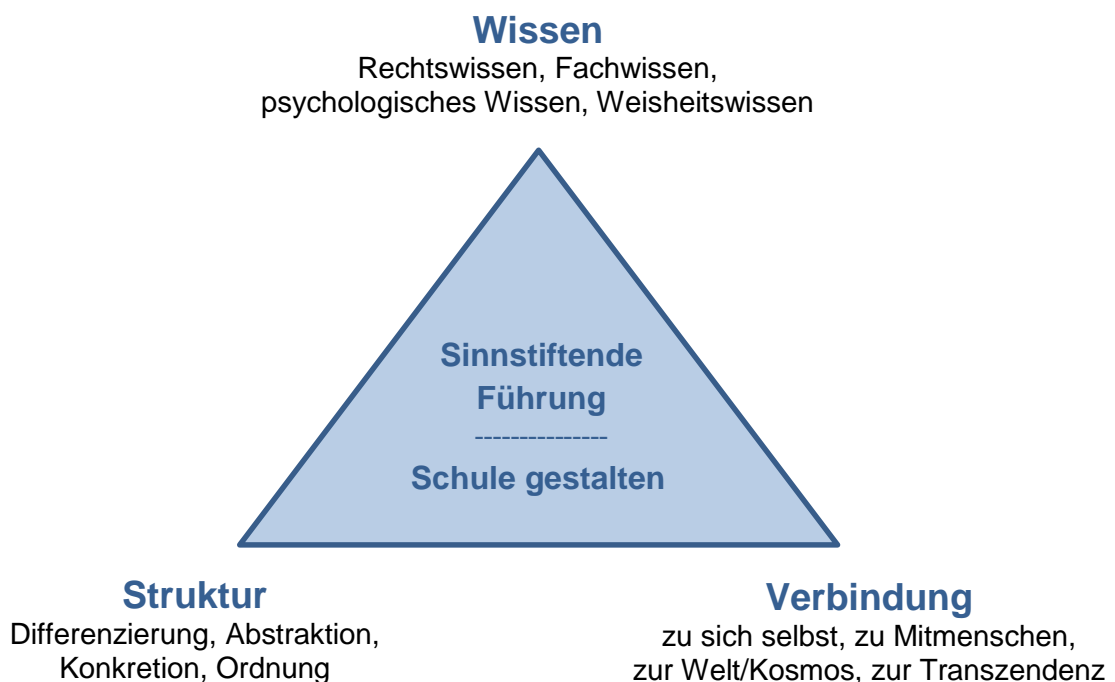 Wissen
Rechtswissen, Fachwissen,
psychologisches Wissen, Weisheitswissen
Sinnstiftende
Führung
---------------
Schule gestalten
Struktur
Differenzierung, Abstraktion,
Konkretion, Ordnung
Verbindung
zu sich selbst, zu Mitmenschen,
zur Welt/Kosmos, zur Transzendenz